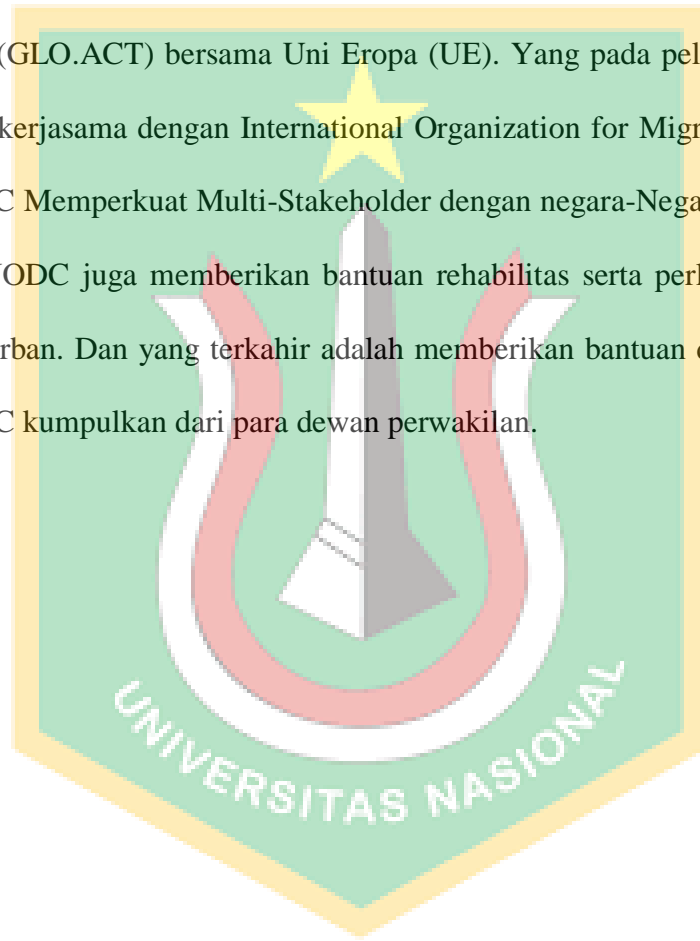 (GLO.ACT) bersama Uni Eropa (UE). Yang pada pel
kerjasama dengan International Organization for Migr
C Memperkuat Multi-Stakeholder dengan negara-Nega
ODC juga memberikan bantuan rehabilitas serta perl
rban. Dan yang terkahir adalah memberikan bantuan
C kumpulkan dari para dewan perwakilan.
UNIVERSITAS NASIONAL